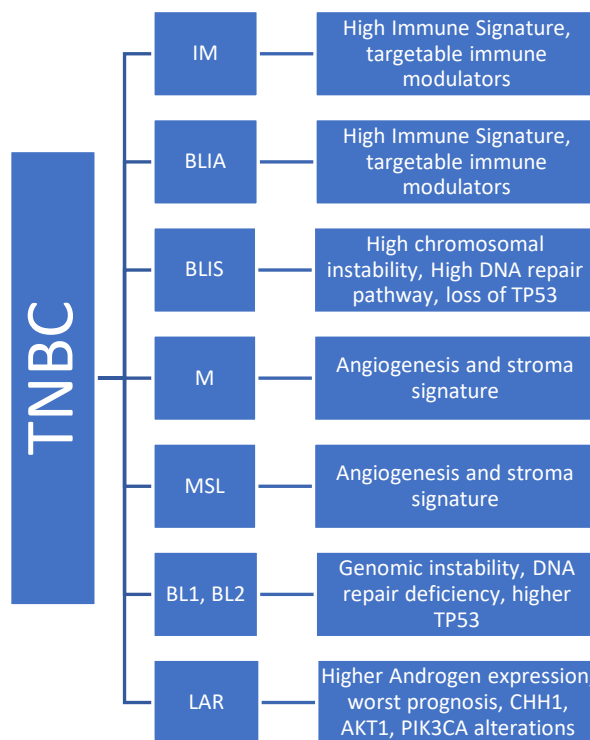 TNBC
IM
High Immune Signature,
targetable immune
modulators
BLIA
High Immune Signature,
targetable immune
modulators
BLIS
High chromosomal
instability, High DNA repair
pathway, loss of TP53
M
Angiogenesis and stroma
signature
MSL
Angiogenesis and stroma
signature
BL1, BL2
Genomic instability, DNA
repair deficiency, higher
TP53
LAR
Higher Androgen expression,
worst prognosis, CHH1,
AKT1, PIK3CA alterations